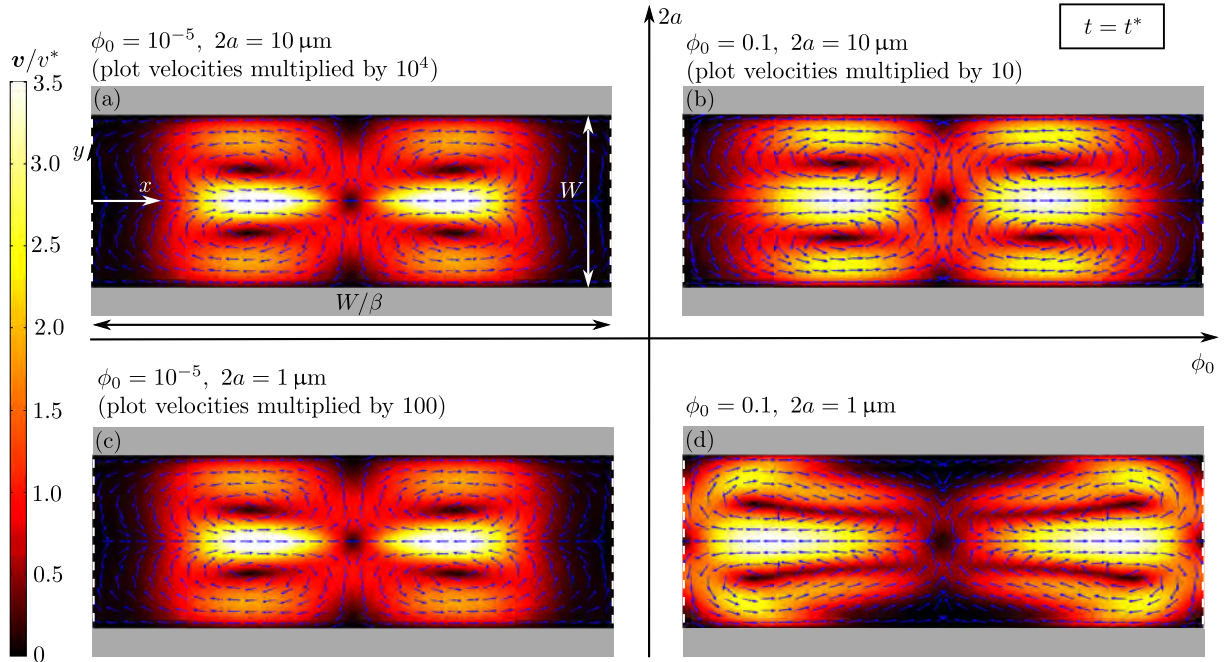 2a
t = t*
ϕ₀ = 10⁻⁵, 2a = 10 μm
(plot velocities multiplied by 10⁴)
ϕ₀ = 0.1, 2a = 10 μm
(plot velocities multiplied by 10)
v/v*
3.5
3.0
2.5
2.0
1.5
1.0
0.5
0
(a)
y
x
W
W/β
(b)
ϕ₀
ϕ₀ = 10⁻⁵, 2a = 1 μm
(plot velocities multiplied by 100)
ϕ₀ = 0.1, 2a = 1 μm
(c)
(d)